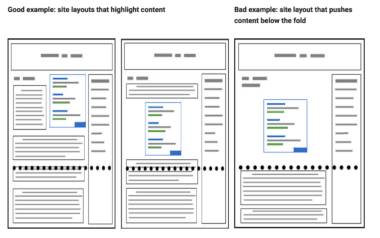 Good example: site layouts that highlight content
Bad example: site layout that pushes
content below the fold